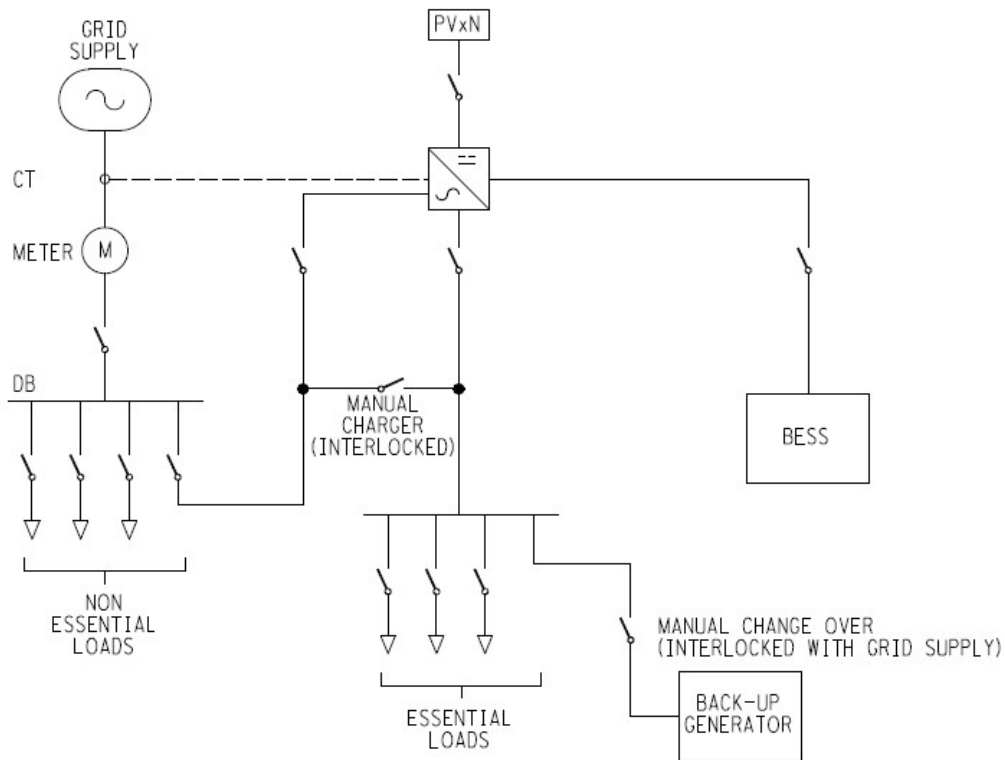 GRID
SUPPLY
PVxN
CT
METER
M
DB
MANUAL
CHARGER
(INTERLOCKED)
BESS
NON
ESSENTIAL
LOADS
MANUAL CHANGE OVER
(INTERLOCKED WITH GRID SUPPLY)
ESSENTIAL
LOADS
BACK-UP
GENERATOR